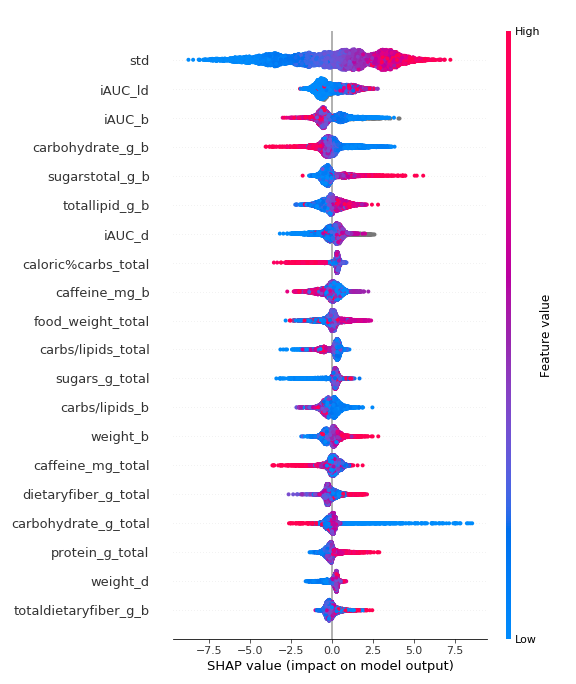 High
std
iAUC_ld
iAUC_b
carbohydrate_g_b
sugarstotal_g_b
totallipid_g_b
iAUC_d
caloric%carbs_total
caffeine_mg_b
food_weight_total
carbs/lipids_total
sugars_g_total
carbs/lipids_b
weight_b
caffeine_mg_total
dietaryfiber_g_total
carbohydrate_g_total
protein_g_total
weight_d
totaldietaryfiber_g_b
Feature value
Low
−7.5 −5.0 −2.5 0.0 2.5 5.0 7.5
SHAP value (impact on model output)